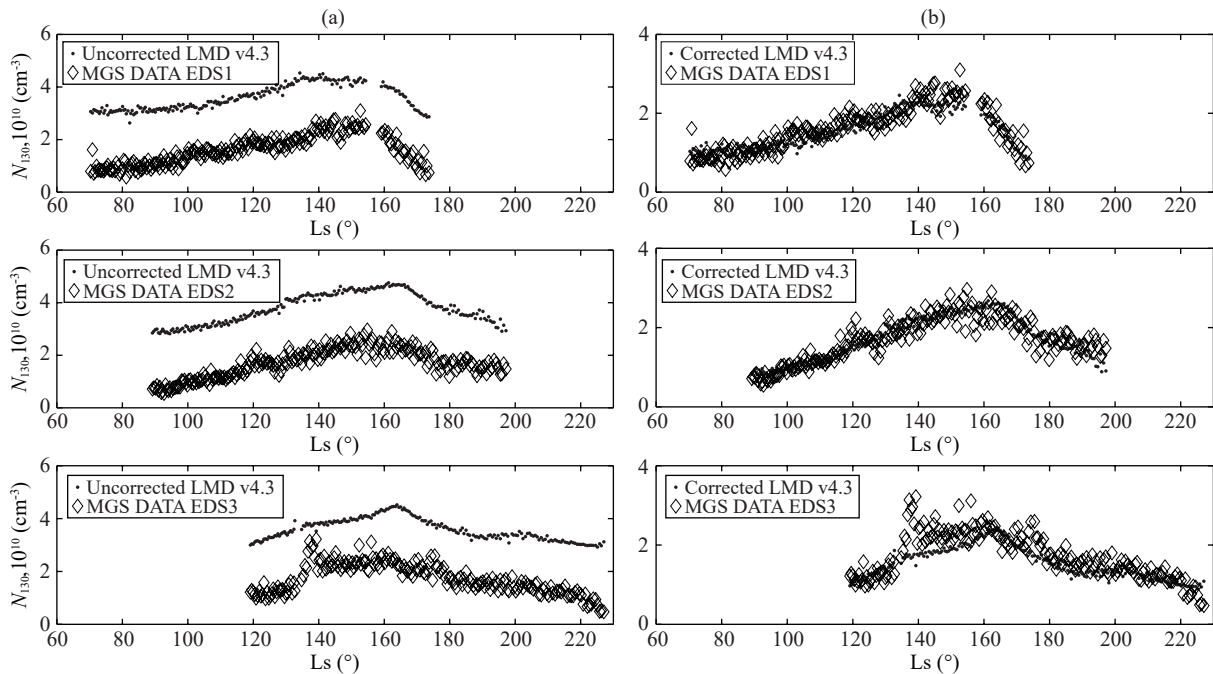 (a)
6
4
2
0
N₁₃₀,10¹⁰ (cm⁻³)
• Uncorrected LMD v4.3
◇ MGS DATA EDS1
60 80 100 120 140 160 180 200 220
Ls (°)
6
4
2
0
N₁₃₀,10¹⁰ (cm⁻³)
• Uncorrected LMD v4.3
◇ MGS DATA EDS2
60 80 100 120 140 160 180 200 220
Ls (°)
6
4
2
0
N₁₃₀,10¹⁰ (cm⁻³)
• Uncorrected LMD v4.3
◇ MGS DATA EDS3
60 80 100 120 140 160 180 200 220
Ls (°)
(b)
4
2
0
• Corrected LMD v4.3
◇ MGS DATA EDS1
60 80 100 120 140 160 180 200 220
Ls (°)
4
2
0
• Corrected LMD v4.3
◇ MGS DATA EDS2
60 80 100 120 140 160 180 200 220
Ls (°)
4
2
0
• Corrected LMD v4.3
◇ MGS DATA EDS3
60 80 100 120 140 160 180 200 220
Ls (°)